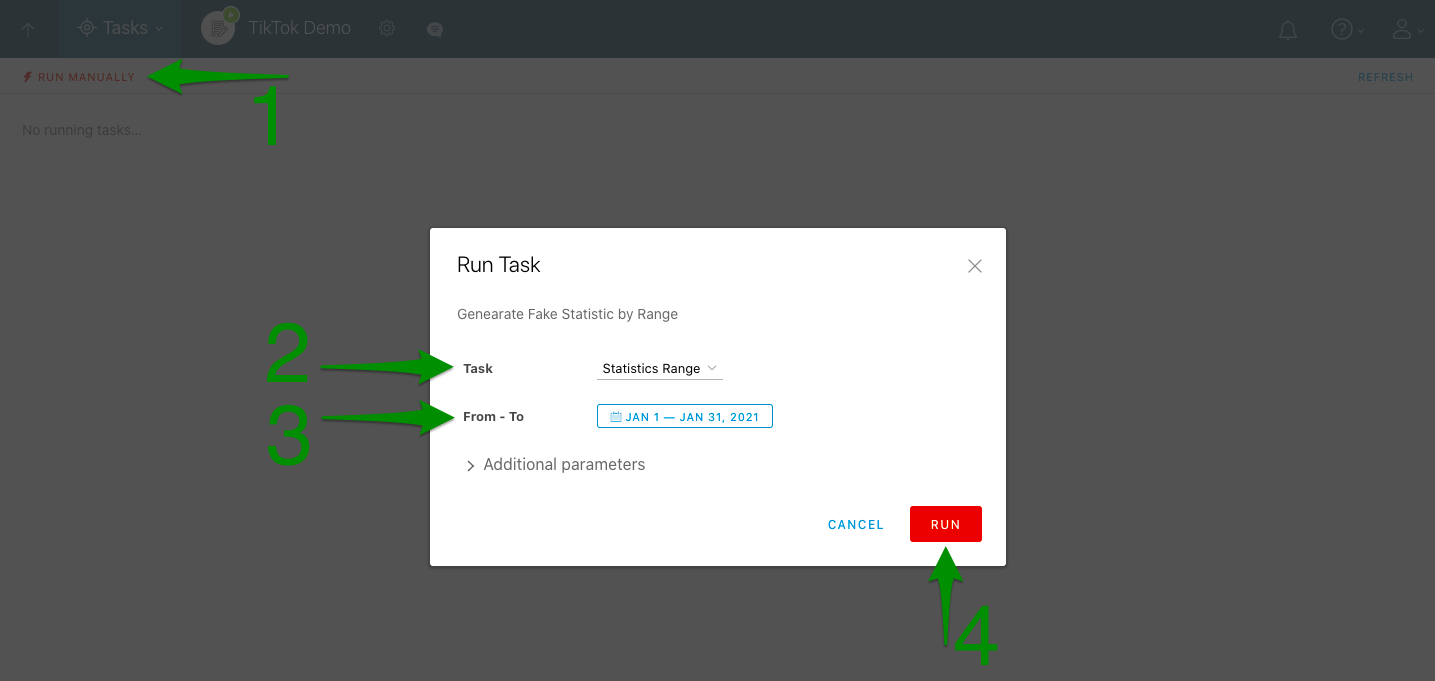 Tasks TikTok Demo
RUN MANUALLY REFRESH
1
No running tasks...
Run Task
Genearate Fake Statistic by Range
2 Task Statistics Range
3 From - To JAN 1 — JAN 31, 2021
Additional parameters
CANCEL RUN
4